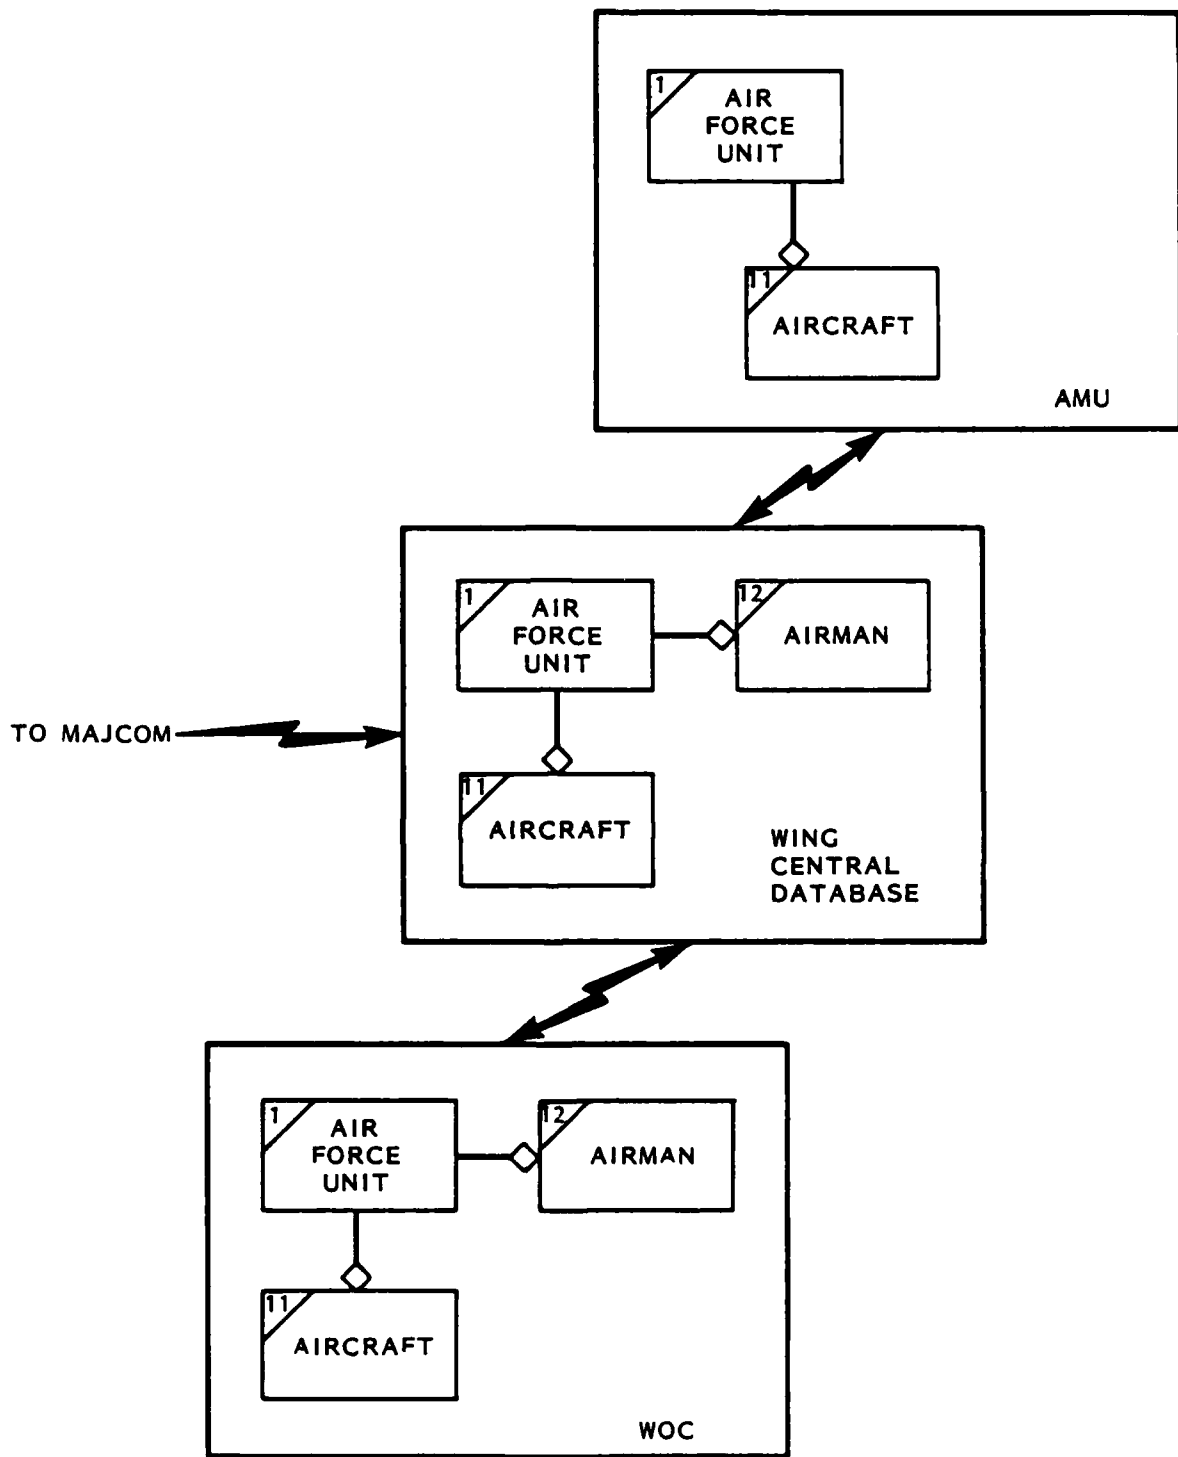 1
AIR
FORCE
UNIT
11
AIRCRAFT
AMU
1
AIR
FORCE
UNIT
12
AIRMAN
TO MAJCOM
11
AIRCRAFT
WING
CENTRAL
DATABASE
1
AIR
FORCE
UNIT
12
AIRMAN
11
AIRCRAFT
WOC